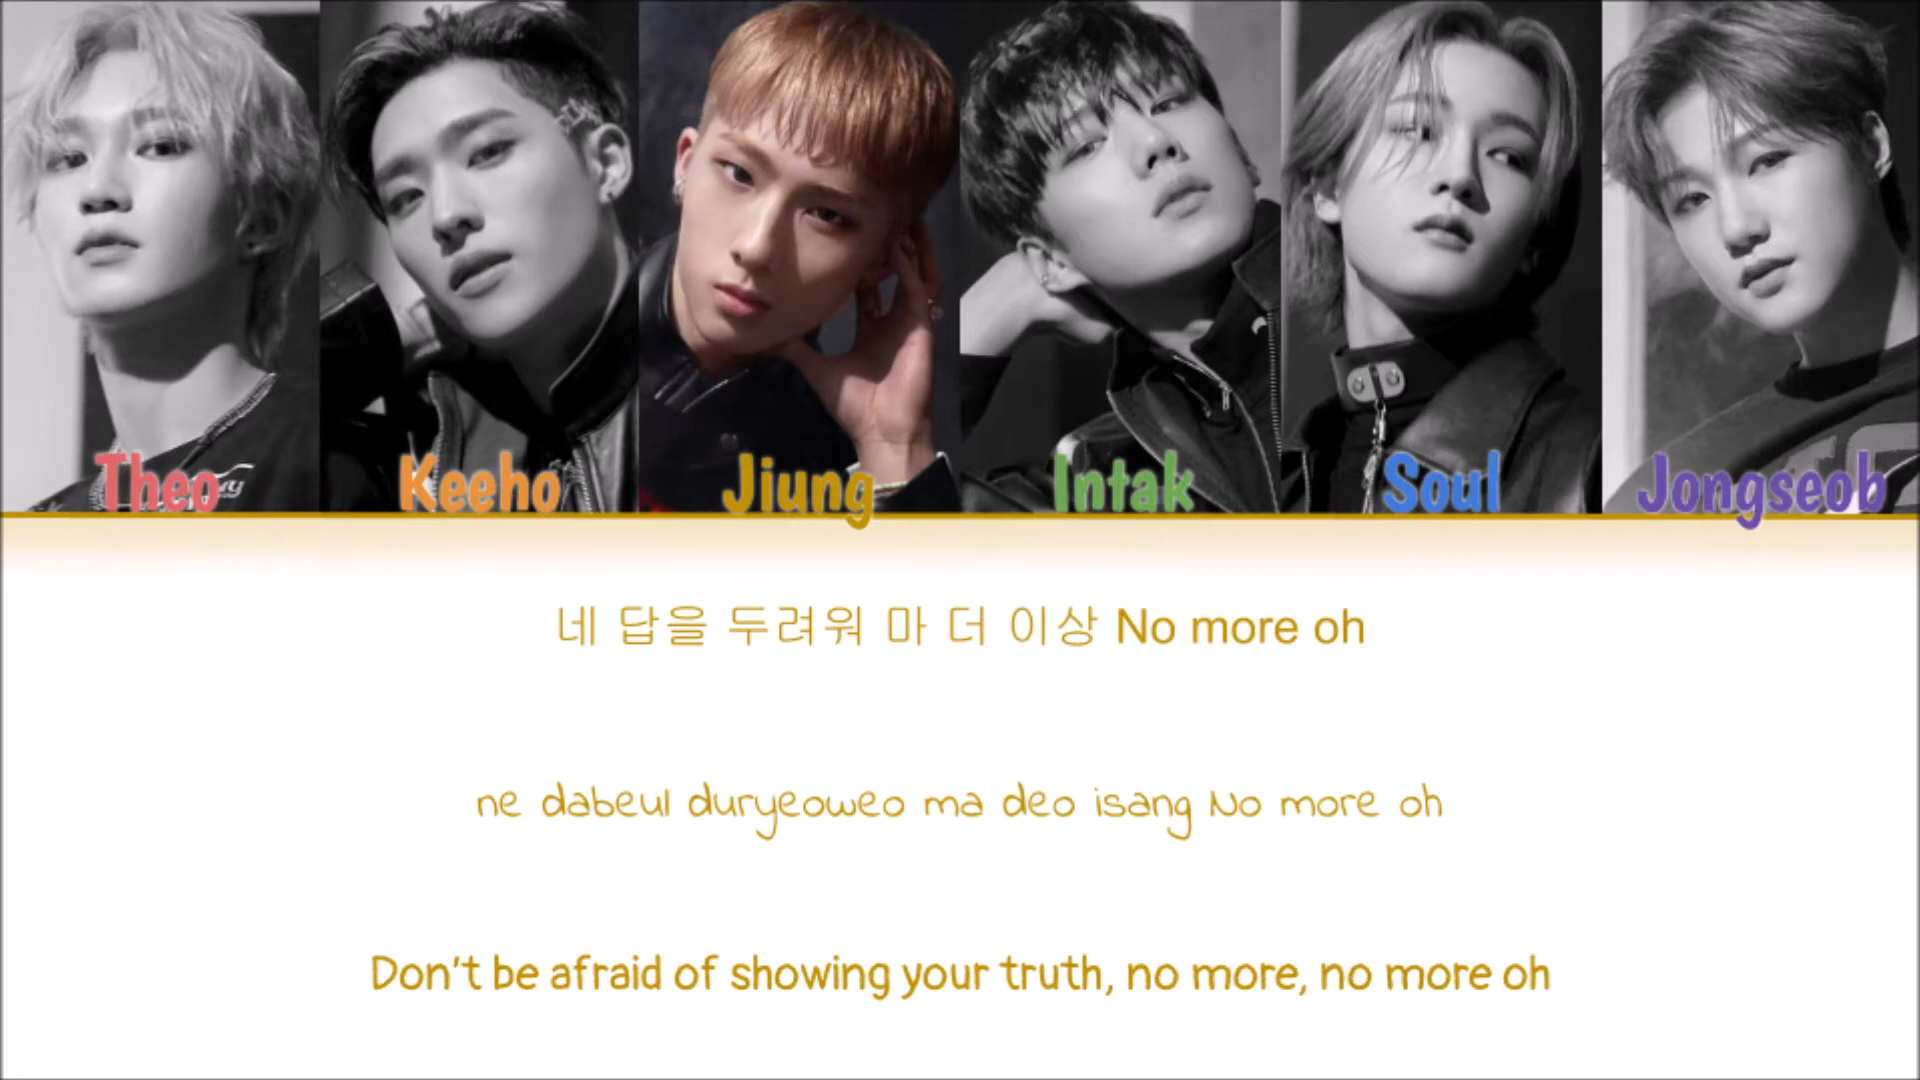 Theo Keeho Jiung Intak Soul Jongseob
네 답을 두려워 마 더 이상 No more oh
ne dabeul duryeoweo ma deo isang No more oh
Don't be afraid of showing your truth, no more, no more oh